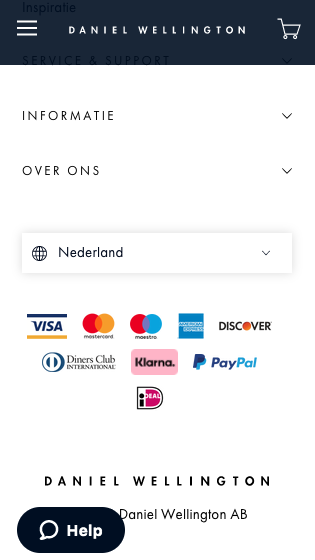 Inspiratie
DANIEL WELLINGTON
SERVICE & SUPPORT
INFORMATIE
OVER ONS
Nederland
VISA mastercard maestro AMERICAN EXPRESS DISCOVER
Diners Club INTERNATIONAL Klarna. PayPal
iDEAL
DANIEL WELLINGTON
Daniel Wellington AB
Help